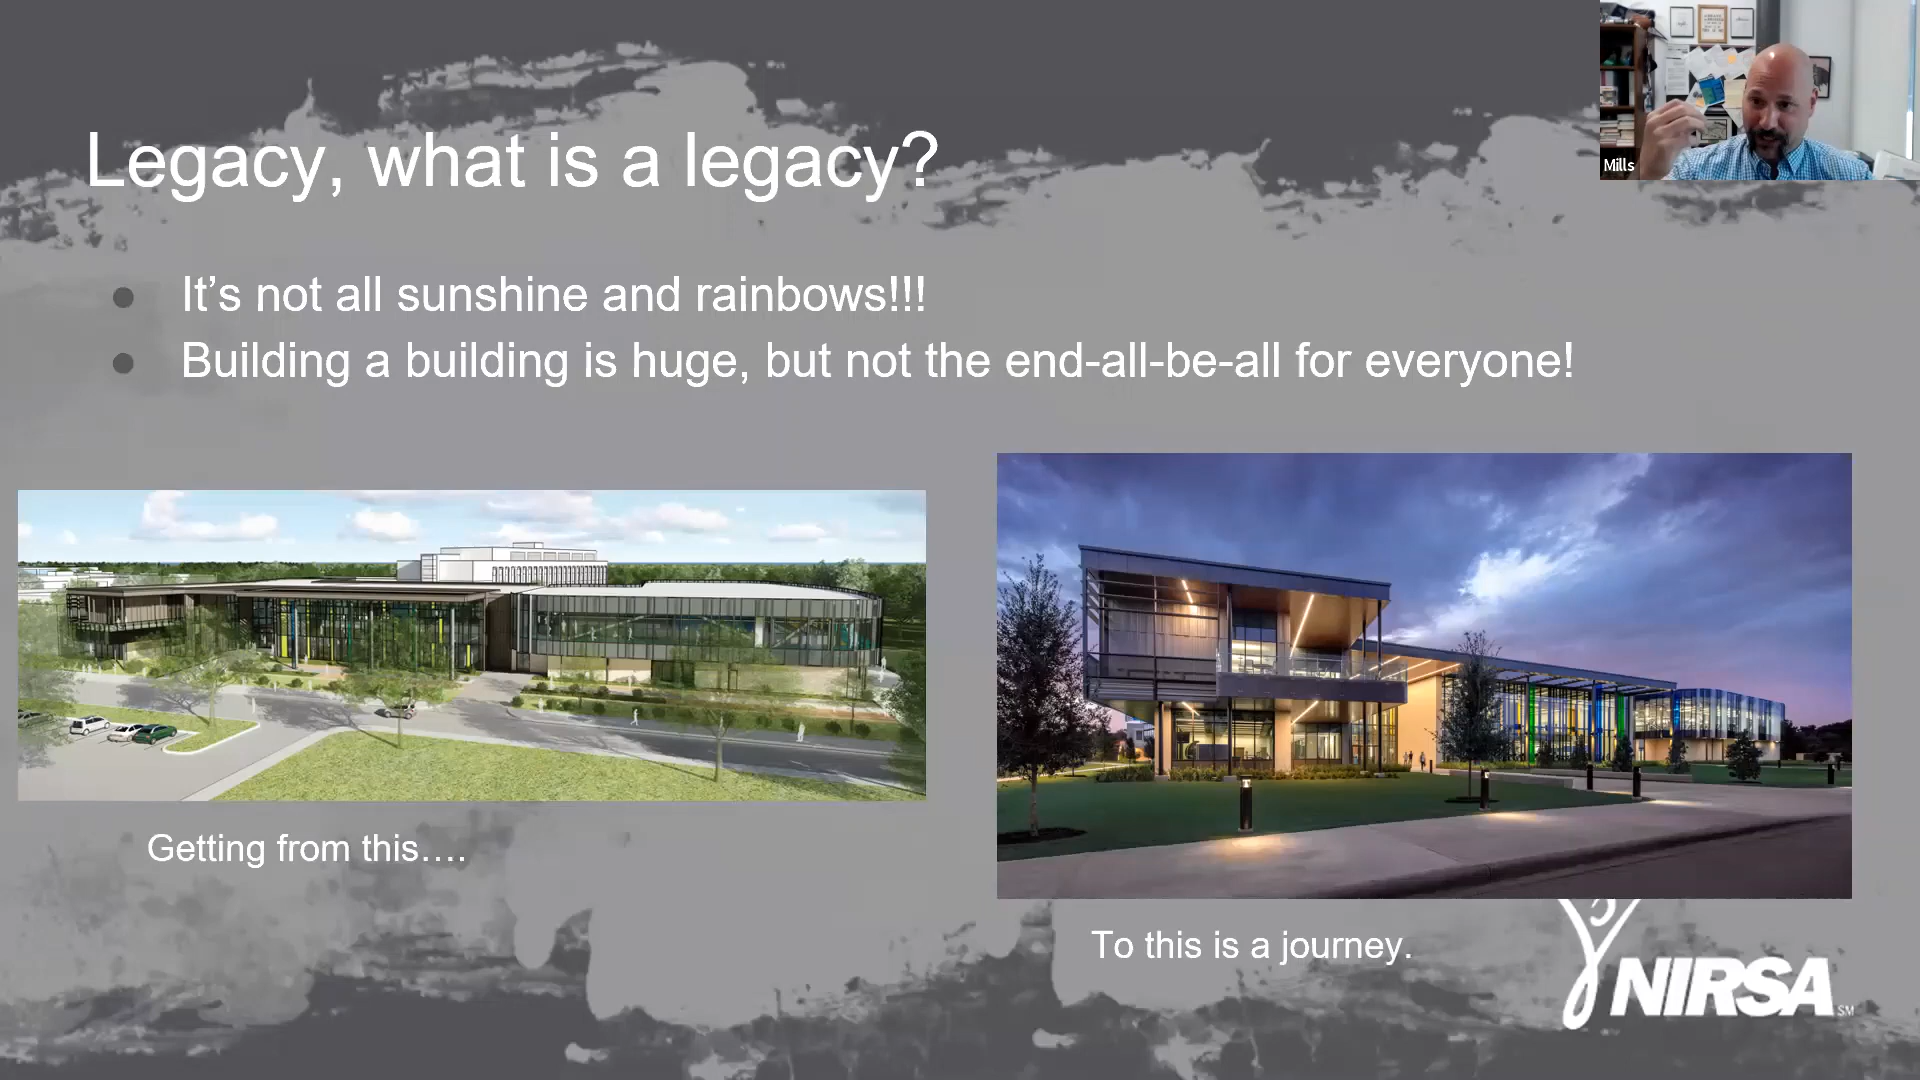 Mills
Legacy, what is a legacy?
It’s not all sunshine and rainbows!!!
Building a building is huge, but not the end-all-be-all for everyone!
Getting from this….
To this is a journey.
NIRSA
SM